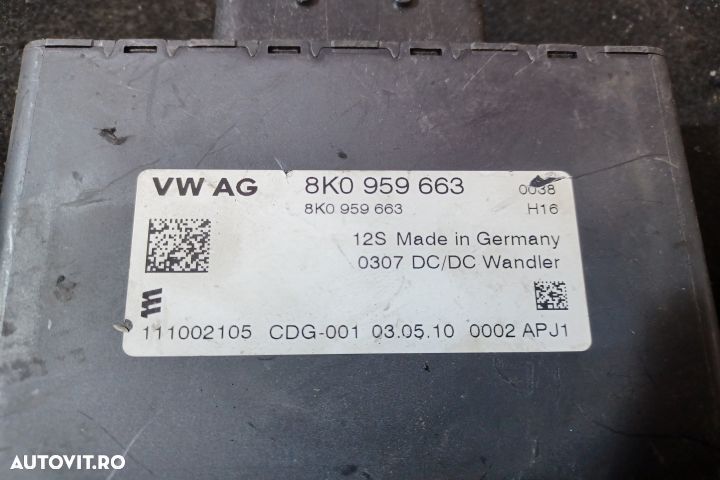 VW AG 8K0 959 663 0038
8K0 959 663 H16
12S Made in Germany
0307 DC/DC Wandler
111002105 CDG-001 03.05.10 0002 APJ1
AUTOVIT.RO